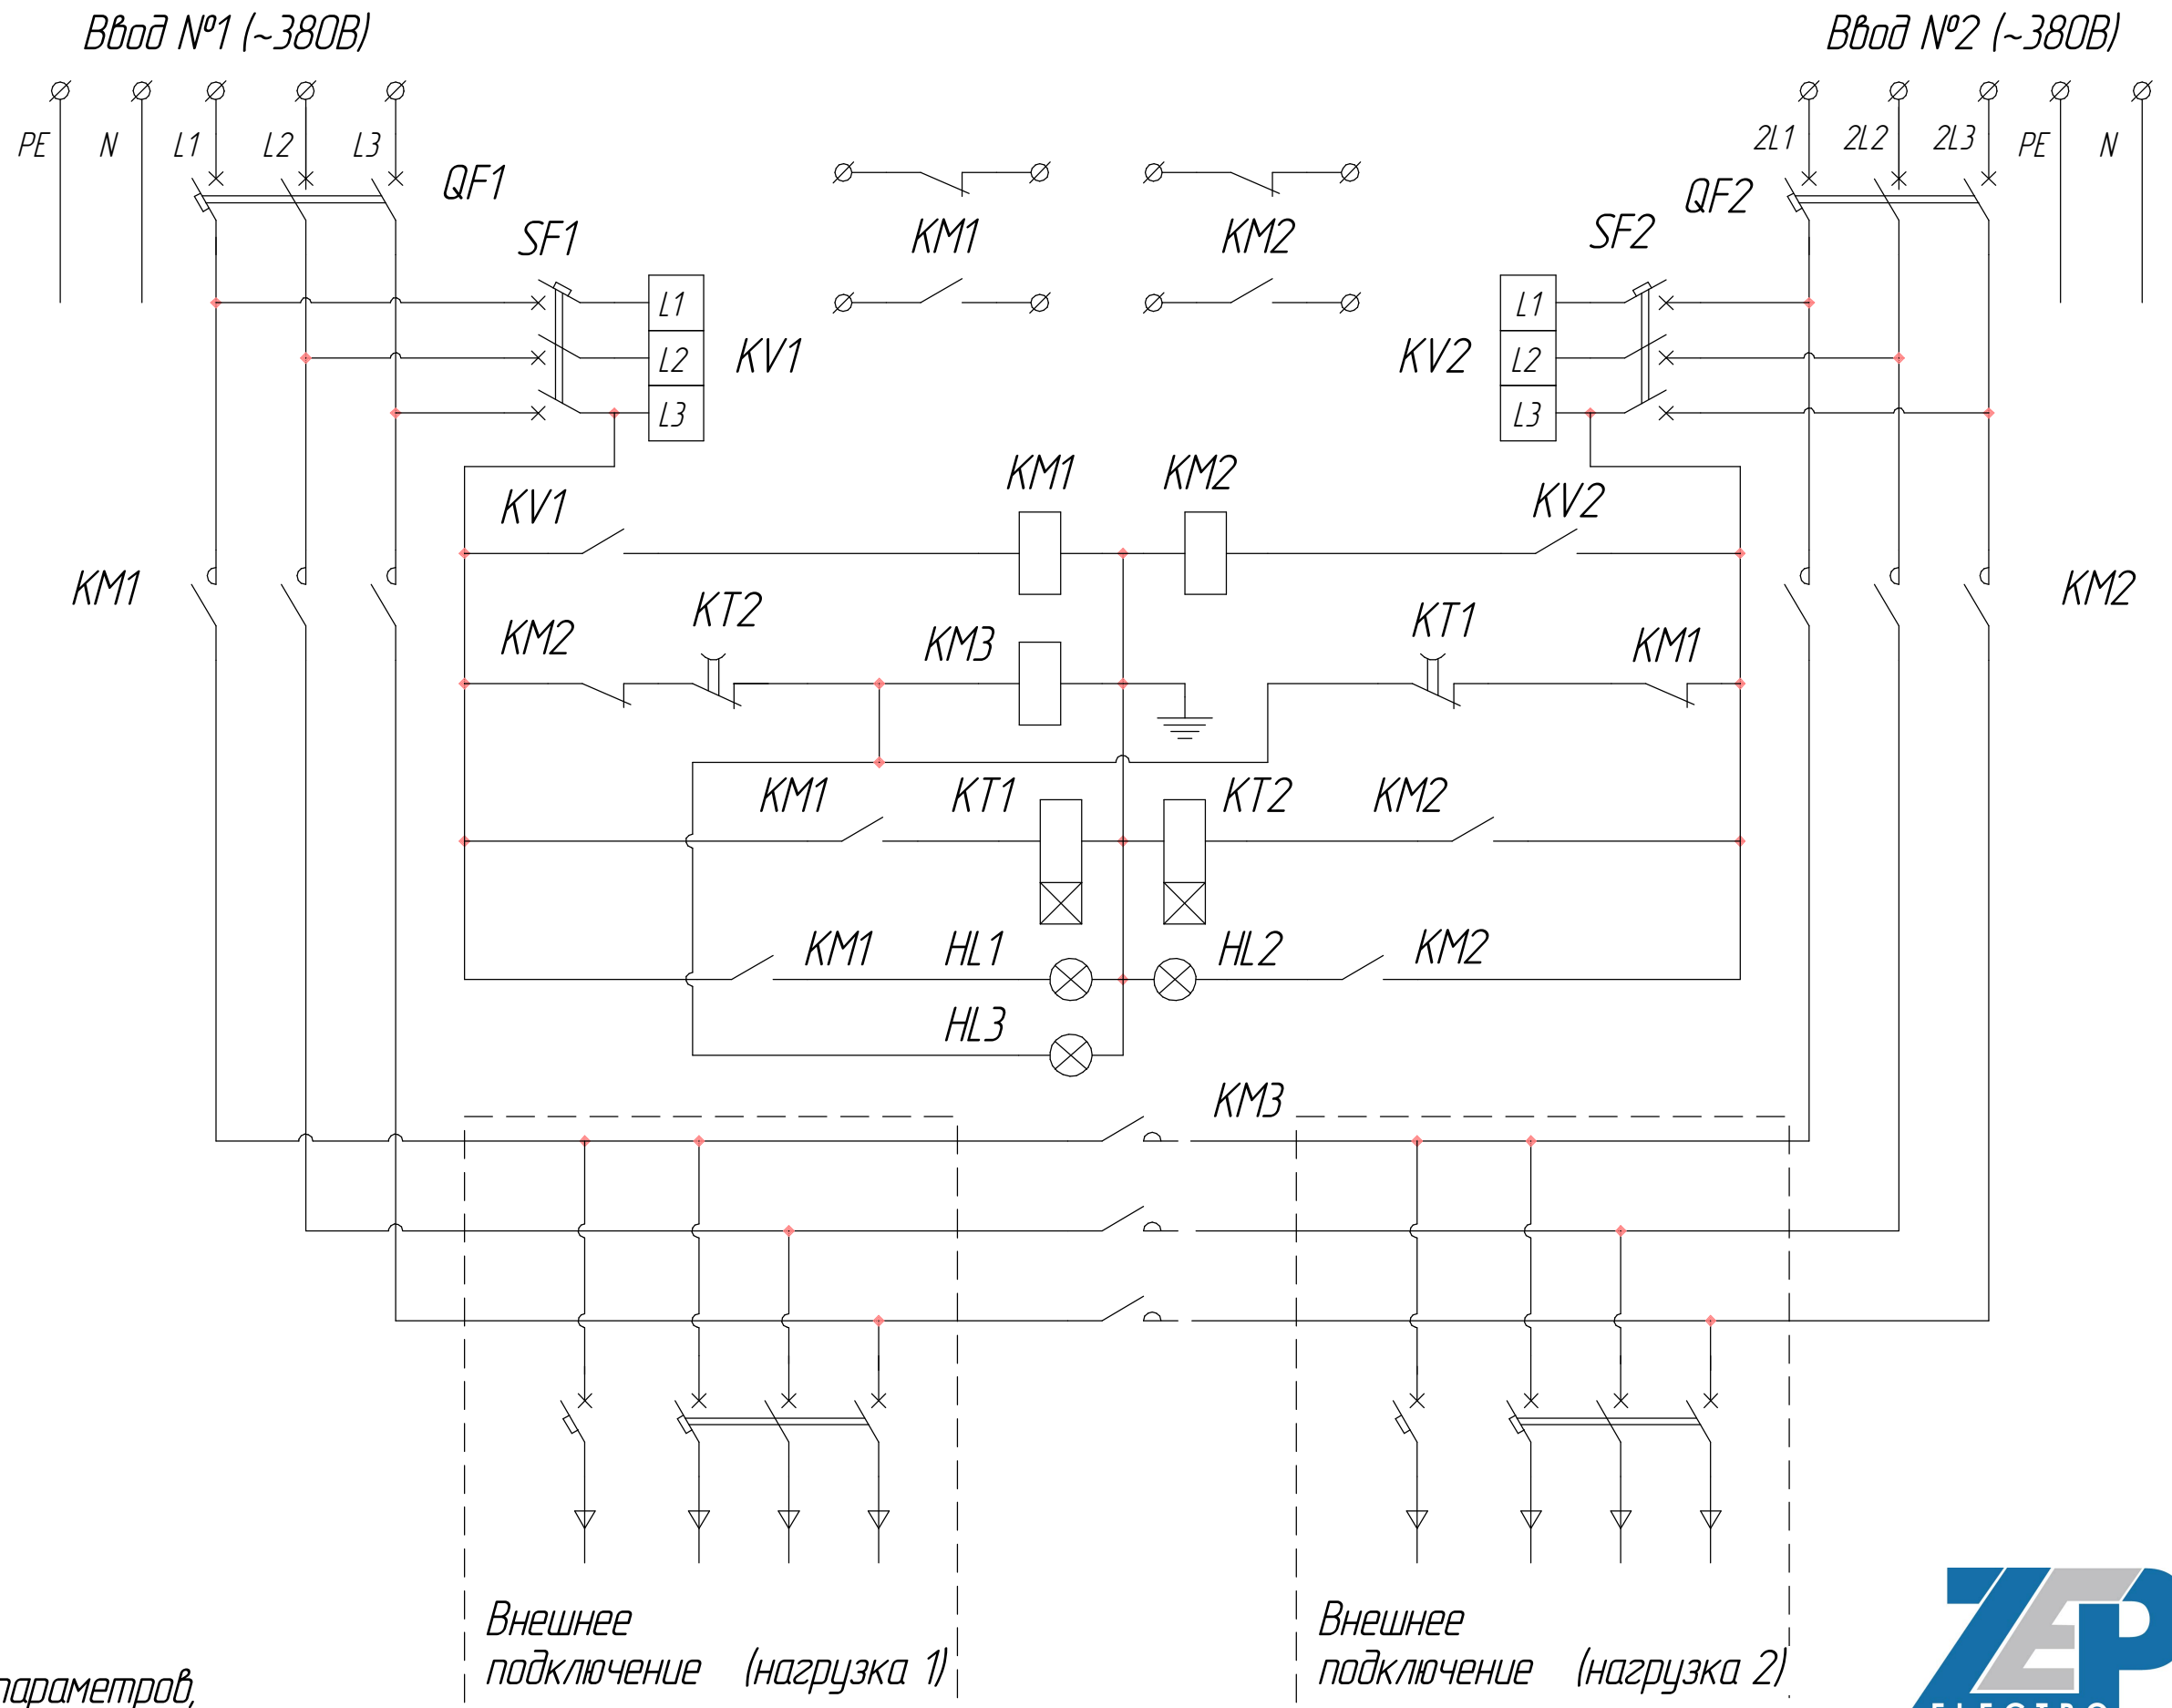 Ввод №1 (~380В)
Ввод №2 (~380В)
PE
N
L1
L2
L3
2L1
2L2
2L3
PE
N
QF1
QF2
SF1
KM1
KM2
SF2
L1
L2
L3
KV1
KV2
L1
L2
L3
KM1
KM2
KV1
KV2
KM1
KM2
KM2
KT2
KM3
KT1
KM1
KM1
KT1
KT2
KM2
KM1
HL1
HL2
KM2
HL3
KM3
Внешнее
подключение (нагрузка 1)
Внешнее
подключение (нагрузка 2)
параметров,
ZEP
ELECTRO